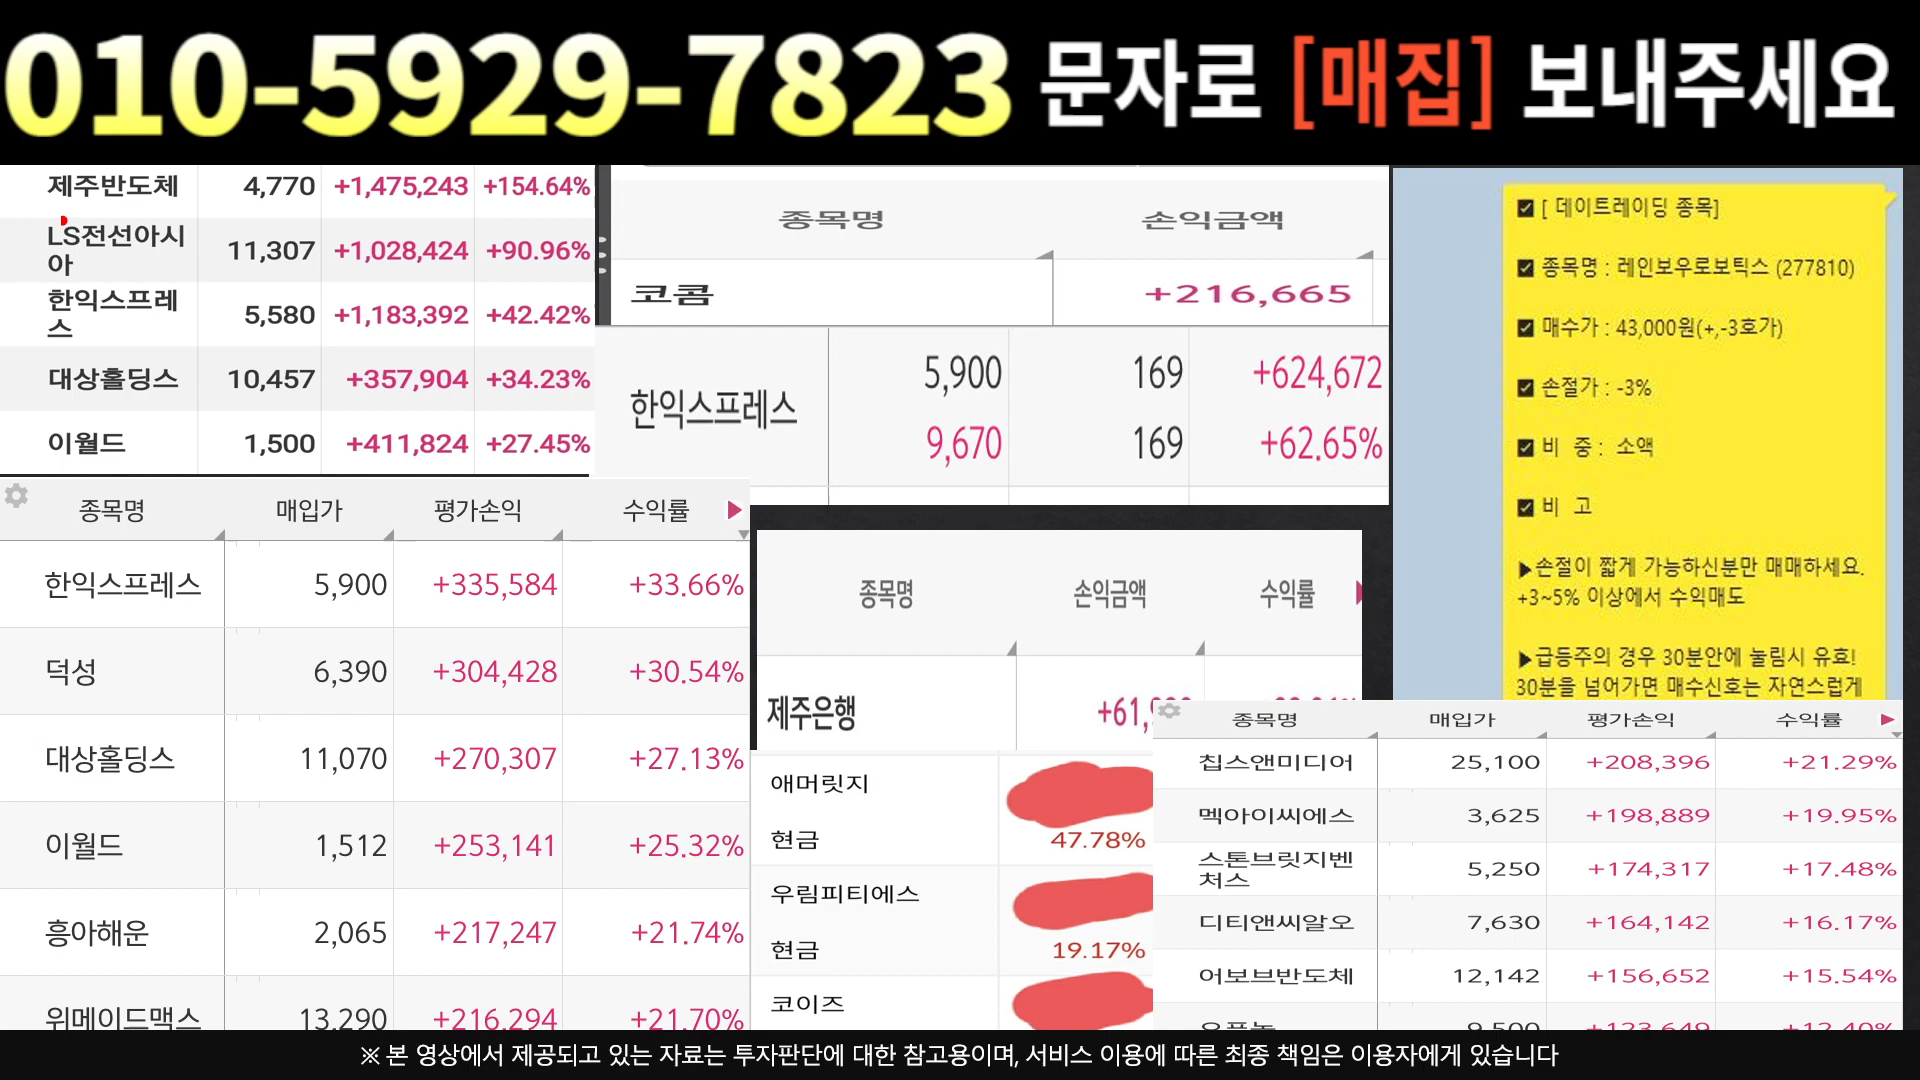 010-5929-7823 문자로 [매집] 보내주세요
제주반도체 4,770 +1,475,243 +154.64%
LS전선아시
아 11,307 +1,028,424 +90.96%
한익스프레
스 5,580 +1,183,392 +42.42%
대상홀딩스 10,457 +357,904 +34.23%
이월드 1,500 +411,824 +27.45%
종목명 손익금액
코콤 +216,665
한익스프레스
5,900 169 +624,672
9,670 169 +62.65%
[ 데이트레이딩 종목]
종목명 : 레인보우로보틱스 (277810)
매수가 : 43,000원(+,-3호가)
손절가 : -3%
비 중 : 소액
비 고
▶손절이 짧게 가능하신분만 매매하세요.
+3~5% 이상에서 수익매도
▶급등주의 경우 30분안에 눌림시 유효!
30분을 넘어가면 매수신호는 자연스럽게
종목명 매입가 평가손익 수익률
한익스프레스 5,900 +335,584 +33.66%
덕성 6,390 +304,428 +30.54%
대상홀딩스 11,070 +270,307 +27.13%
이월드 1,512 +253,141 +25.32%
흥아해운 2,065 +217,247 +21.74%
위메이드맥스 13,290 +216,294 +21.70%
종목명 손익금액 수익률
제주은행 +61,
애머릿지
현금 47.78%
우림피티에스
현금 19.17%
코이즈
종목명 매입가 평가손익 수익률
칩스앤미디어 25,100 +208,396 +21.29%
멕아이씨에스 3,625 +198,889 +19.95%
스톤브릿지벤
처스 5,250 +174,317 +17.48%
디티앤씨알오 7,630 +164,142 +16.17%
어보브반도체 12,142 +156,652 +15.54%
※ 본 영상에서 제공되고 있는 자료는 투자판단에 대한 참고용이며, 서비스 이용에 따른 최종 책임은 이용자에게 있습니다